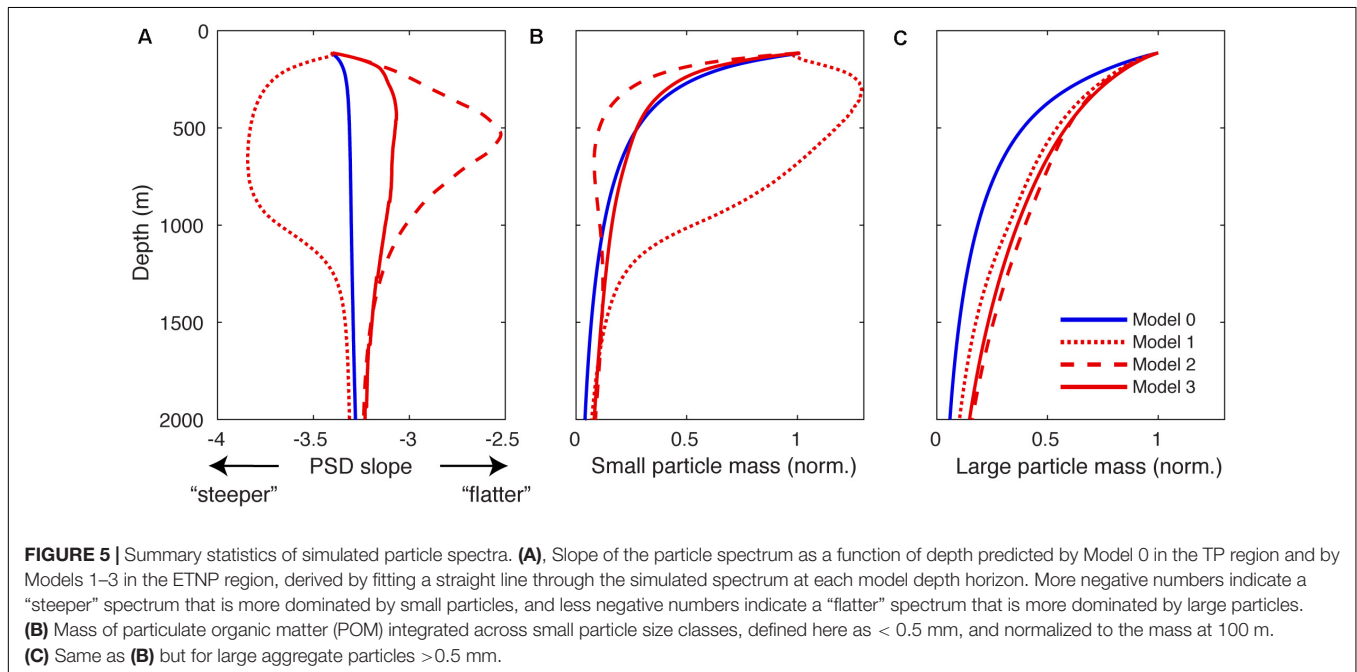 A
B
C
0
500
1000
1500
2000
Depth (m)
-4
-3.5
-3
-2.5
PSD slope
“steeper”
“flatter”
0
0.5
1
Small particle mass (norm.)
0
0.5
1
Large particle mass (norm.)
Model 0
Model 1
Model 2
Model 3
FIGURE 5 | Summary statistics of simulated particle spectra. (A), Slope of the particle spectrum as a function of depth predicted by Model 0 in the TP region and by
Models 1–3 in the ETNP region, derived by fitting a straight line through the simulated spectrum at each model depth horizon. More negative numbers indicate a
“steeper” spectrum that is more dominated by small particles, and less negative numbers indicate a “flatter” spectrum that is more dominated by large particles.
(B) Mass of particulate organic matter (POM) integrated across small particle size classes, defined here as < 0.5 mm, and normalized to the mass at 100 m.
(C) Same as (B) but for large aggregate particles >0.5 mm.